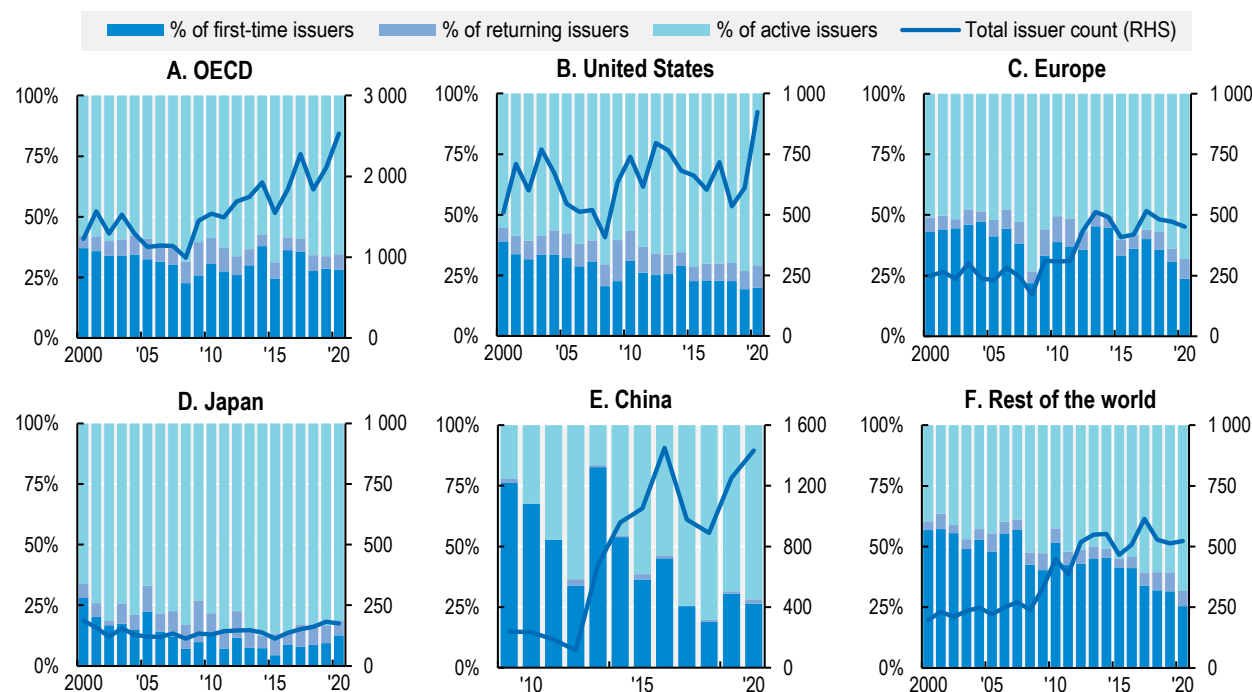 % of first-time issuers % of returning issuers % of active issuers Total issuer count (RHS)
A. OECD
100% 3 000
75%
2 000
50%
1 000
25%
0% 0
2000 '05 '10 '15 '20
B. United States
100% 1 000
75% 750
50% 500
25% 250
0% 0
2000 '05 '10 '15 '20
C. Europe
100% 1 000
75% 750
50% 500
25% 250
0% 0
2000 '05 '10 '15 '20
D. Japan
100% 1 000
75% 750
50% 500
25% 250
0% 0
2000 '05 '10 '15 '20
E. China
100% 1 600
75% 1 200
50% 800
25% 400
0% 0
'10 '15 '20
F. Rest of the world
100% 1 000
75% 750
50% 500
25% 250
0% 0
2000 '05 '10 '15 '20